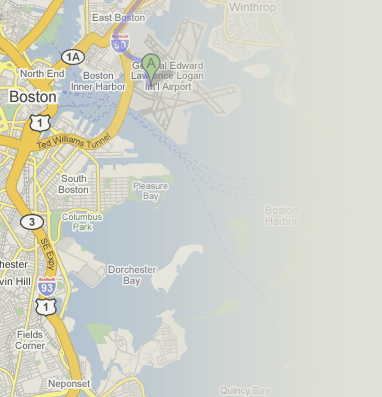 East Boston
Winthrop
90
1A
A
General Edward
Lawrence Logan
Int'l Airport
North End
Boston
Inner Harbor
Boston
1
Ted Williams Tunnel
South
Boston
Pleasure
Bay
Columbus
Park
Boston
Harbor
3
SE Expy
Dorchester
Bay
chester
vin Hill
93
1
Fields
Corner
Neponset
Quincy Bay